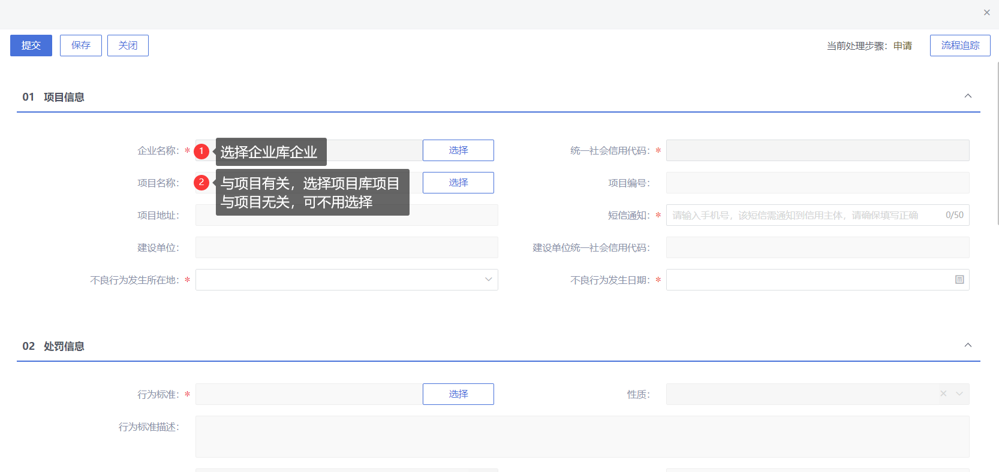 提交 保存 关闭 当前处理步骤：申请 流程追踪
01 项目信息
企业名称：* 1 选择企业库企业 选择 统一社会信用代码：*
项目名称： 2 与项目有关，选择项目库项目 选择 项目编号：
与项目无关，可不用选择
项目地址： 短信通知：* 请输入手机号，该短信需通知到信用主体，请确保填写正确 0/50
建设单位： 建设单位统一社会信用代码：
不良行为发生所在地：* 不良行为发生日期：*
02 处罚信息
行为标准：* 选择 性质：
行为标准描述：